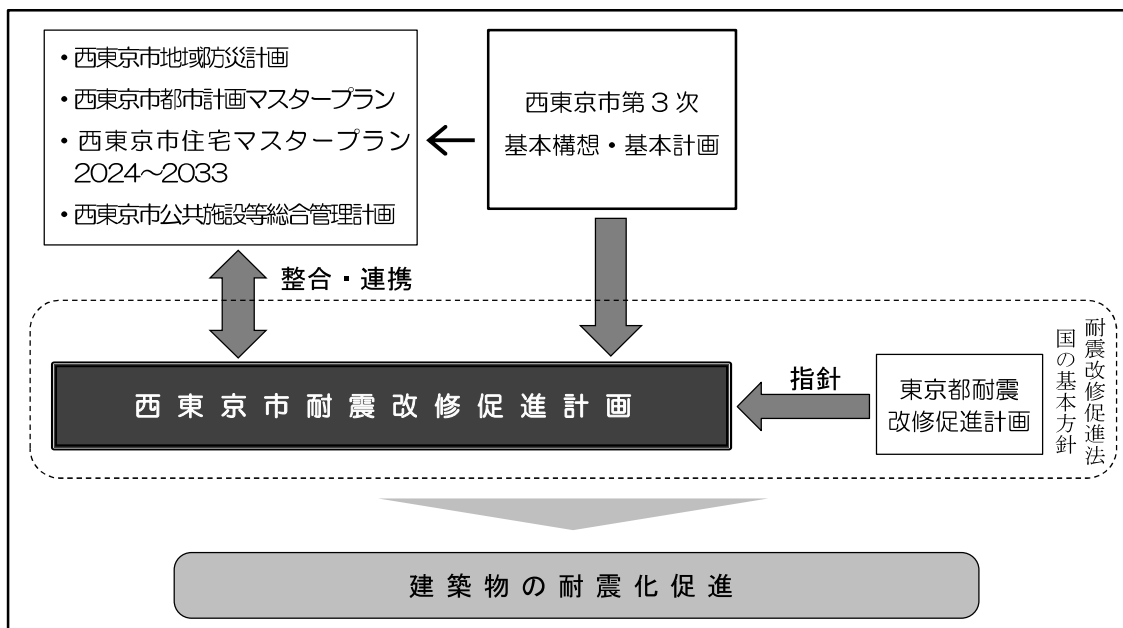 ・西東京市地域防災計画
・西東京市都市計画マスタープラン
・西東京市住宅マスタープラン
2024～2033
・西東京市公共施設等総合管理計画
西東京市第３次
基本構想・基本計画
整合・連携
西東京市耐震改修促進計画
指針
東京都耐震
改修促進計画
耐震改修促進法
国の基本方針
建築物の耐震化促進